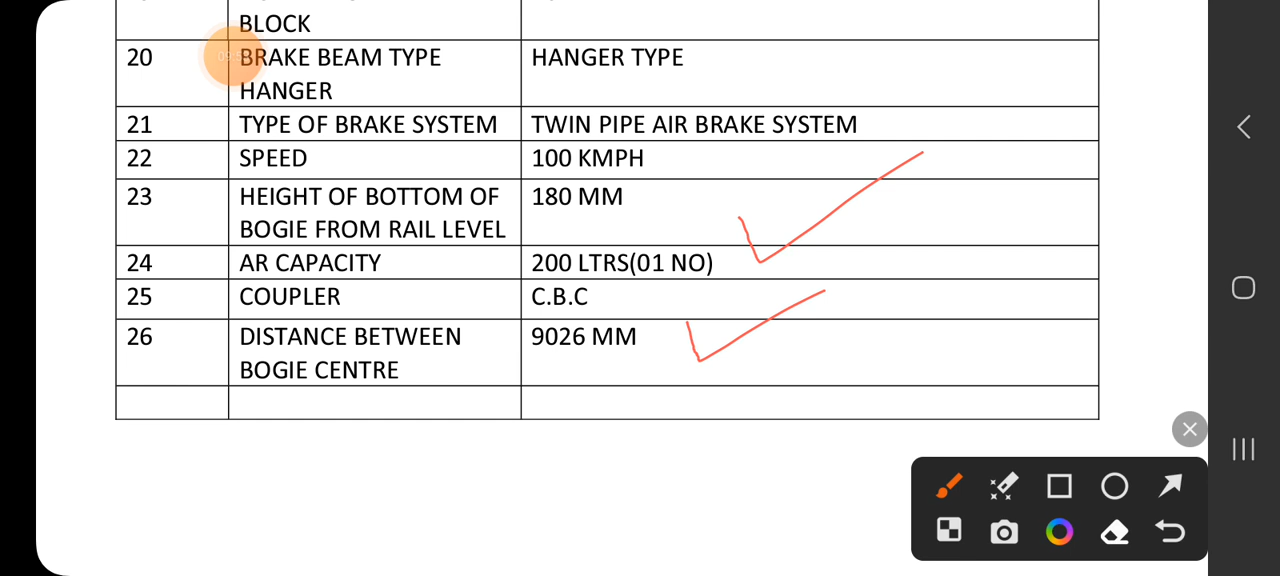 BLOCK
20 BRAKE BEAM TYPE HANGER TYPE
HANGER
21 TYPE OF BRAKE SYSTEM TWIN PIPE AIR BRAKE SYSTEM
22 SPEED 100 KMPH
23 HEIGHT OF BOTTOM OF 180 MM
BOGIE FROM RAIL LEVEL
24 AR CAPACITY 200 LTRS(01 NO)
25 COUPLER C.B.C
26 DISTANCE BETWEEN 9026 MM
BOGIE CENTRE